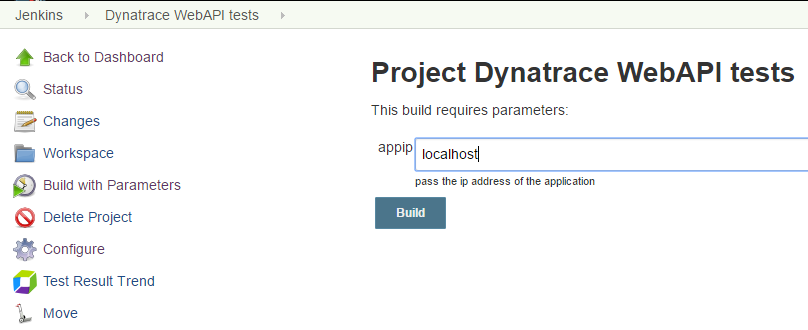 Jenkins Dynatrace WebAPI tests
Back to Dashboard
Status
Changes
Workspace
Build with Parameters
Delete Project
Configure
Test Result Trend
Move
Project Dynatrace WebAPI tests
This build requires parameters:
appip localhost
pass the ip address of the application
Build